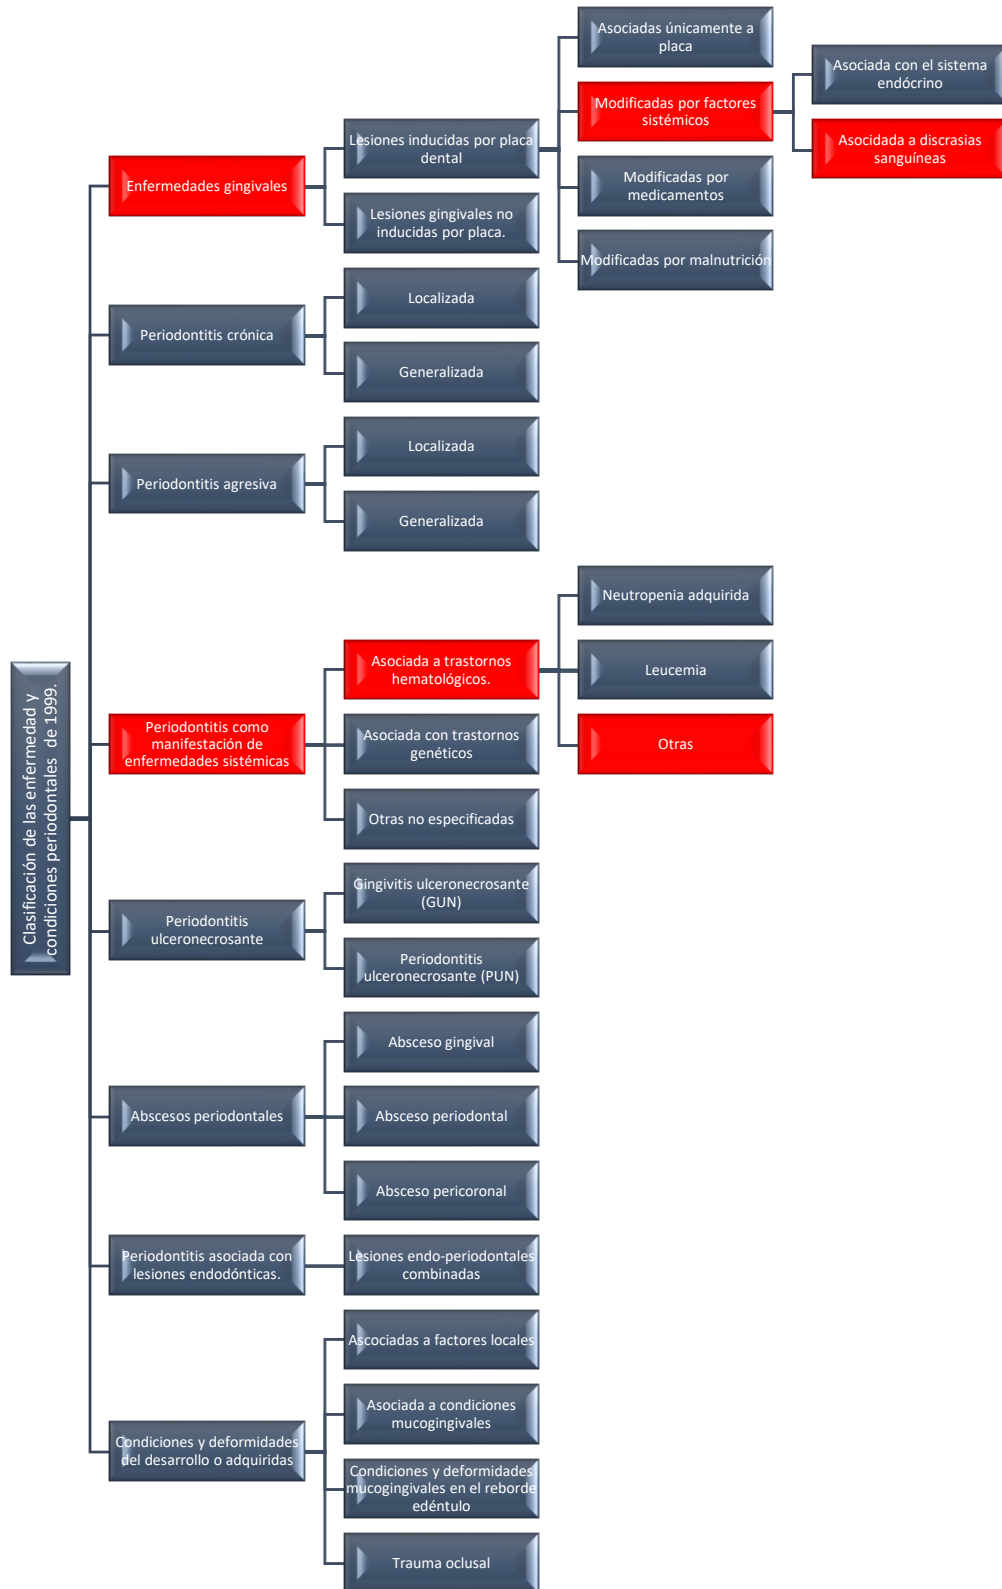 Clasificación de las enfermedad y
condiciones periodontales de 1999.
Enfermedades gingivales
Lesiones inducidas por placa
dental
Asociadas únicamente a
placa
Modificadas por factores
sistémicos
Asociada con el sistema
endócrino
Asocidada a discrasias
sanguíneas
Modificadas por
medicamentos
Modificadas por malnutrición
Lesiones gingivales no
inducidas por placa.
Periodontitis crónica
Localizada
Generalizada
Periodontitis agresiva
Localizada
Generalizada
Periodontitis como
manifestación de
enfermedades sistémicas
Asociada a trastornos
hematológicos.
Neutropenia adquirida
Leucemia
Otras
Asociada con trastornos
genéticos
Otras no especificadas
Periodontitis
ulceronecrosante
Gingivitis ulceronecrosante
(GUN)
Periodontitis
ulceronecrosante (PUN)
Abscesos periodontales
Absceso gingival
Absceso periodontal
Absceso pericoronal
Periodontitis asociada con
lesiones endodónticas.
Lesiones endo-periodontales
combinadas
Condiciones y deformidades
del desarrollo o adquiridas
Ascociadas a factores locales
Asociada a condiciones
mucogingivales
Condiciones y deformidades
mucogingivales en el reborde
edéntulo
Trauma oclusal